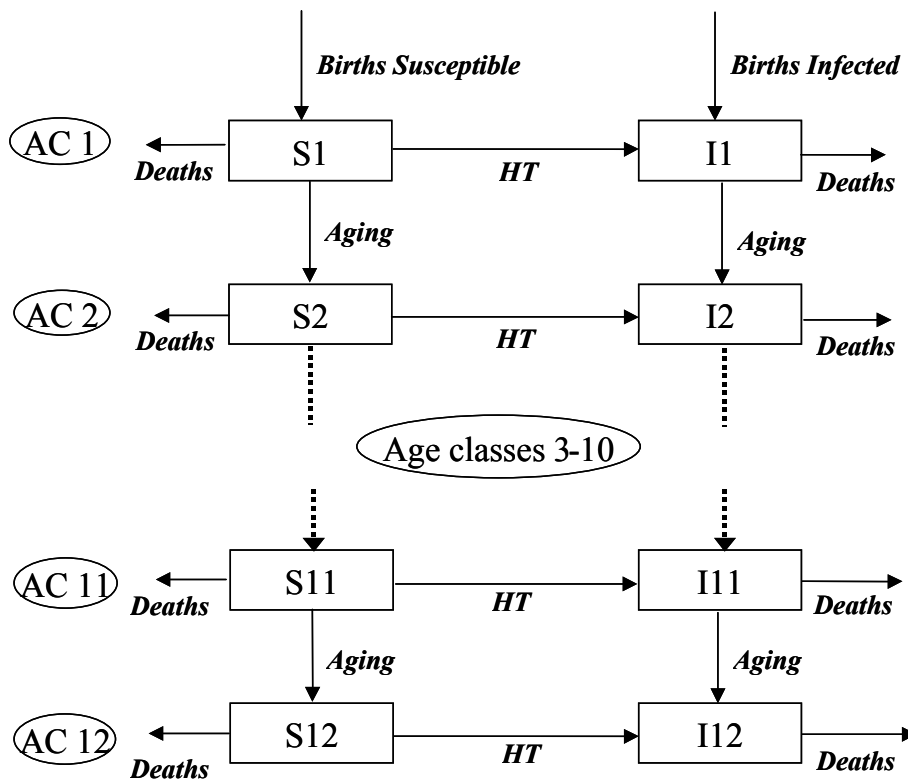 Births Susceptible
Births Infected
AC 1
S1
I1
Deaths
HT
Deaths
Aging
Aging
AC 2
S2
I2
Deaths
HT
Deaths
Age classes 3-10
AC 11
S11
I11
Deaths
HT
Deaths
Aging
Aging
AC 12
S12
I12
Deaths
HT
Deaths